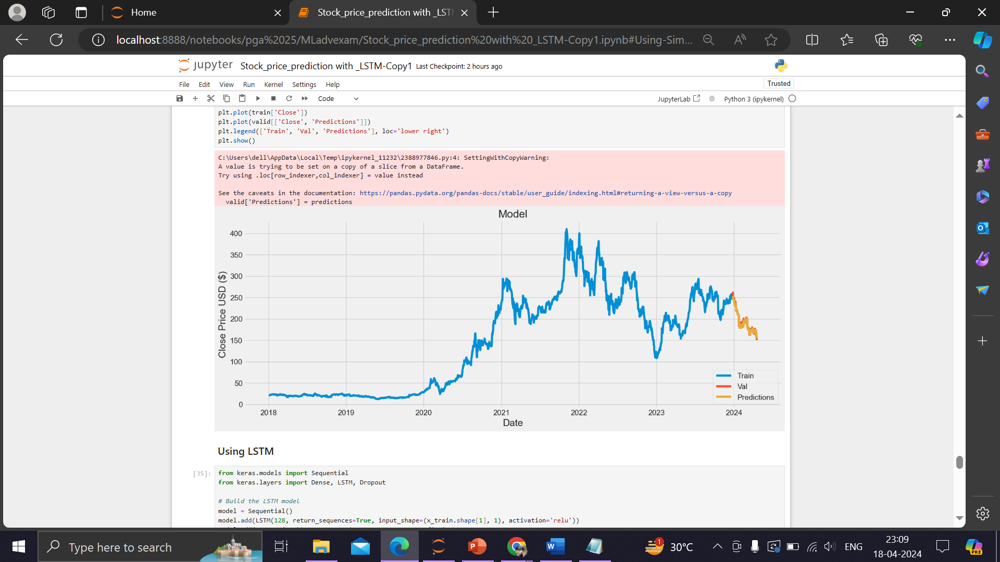 Home
Stock_price_prediction with _LST
localhost:8888/notebooks/pga%2025/MLadvexam/Stock_price_prediction%20with%20_LSTM-Copy1.ipynb#Using-Sim...
jupyter Stock_price_prediction with _LSTM-Copy1 Last Checkpoint: 2 hours ago
File Edit View Run Kernel Settings Help
Trusted
Code
JupyterLab
Python 3 (ipykernel)
plt.plot(train['Close'])
plt.plot(valid[['Close', 'Predictions']])
plt.legend(['Train', 'Val', 'Predictions'], loc='lower right')
plt.show()
C:\Users\dell\AppData\Local\Temp\ipykernel_11232\2388977846.py:4: SettingWithCopyWarning:
A value is trying to be set on a copy of a slice from a DataFrame.
Try using .loc[row_indexer,col_indexer] = value instead
See the caveats in the documentation: https://pandas.pydata.org/pandas-docs/stable/user_guide/indexing.html#returning-a-view-versus-a-copy
valid['Predictions'] = predictions
Model
Close Price USD ($)
400
350
300
250
200
150
100
50
0
2018 2019 2020 2021 2022 2023 2024
Date
Train
Val
Predictions
Using LSTM
[35]:
from keras.models import Sequential
from keras.layers import Dense, LSTM, Dropout
# Build the LSTM model
model = Sequential()
model.add(LSTM(128, return_sequences=True, input_shape=(x_train.shape[1], 1), activation='relu'))
Type here to search
1
30°C
ENG
23:09
18-04-2024
PRE